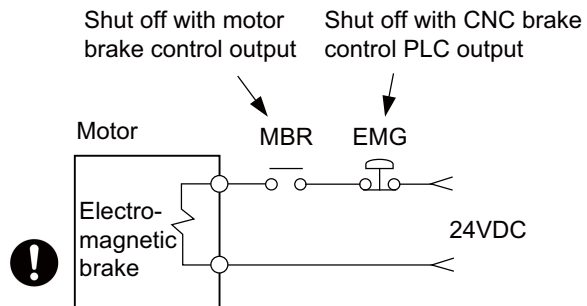 Shut off with motor
brake control output
Shut off with CNC brake
control PLC output
Motor
MBR
EMG
Electro-
magnetic
brake
24VDC